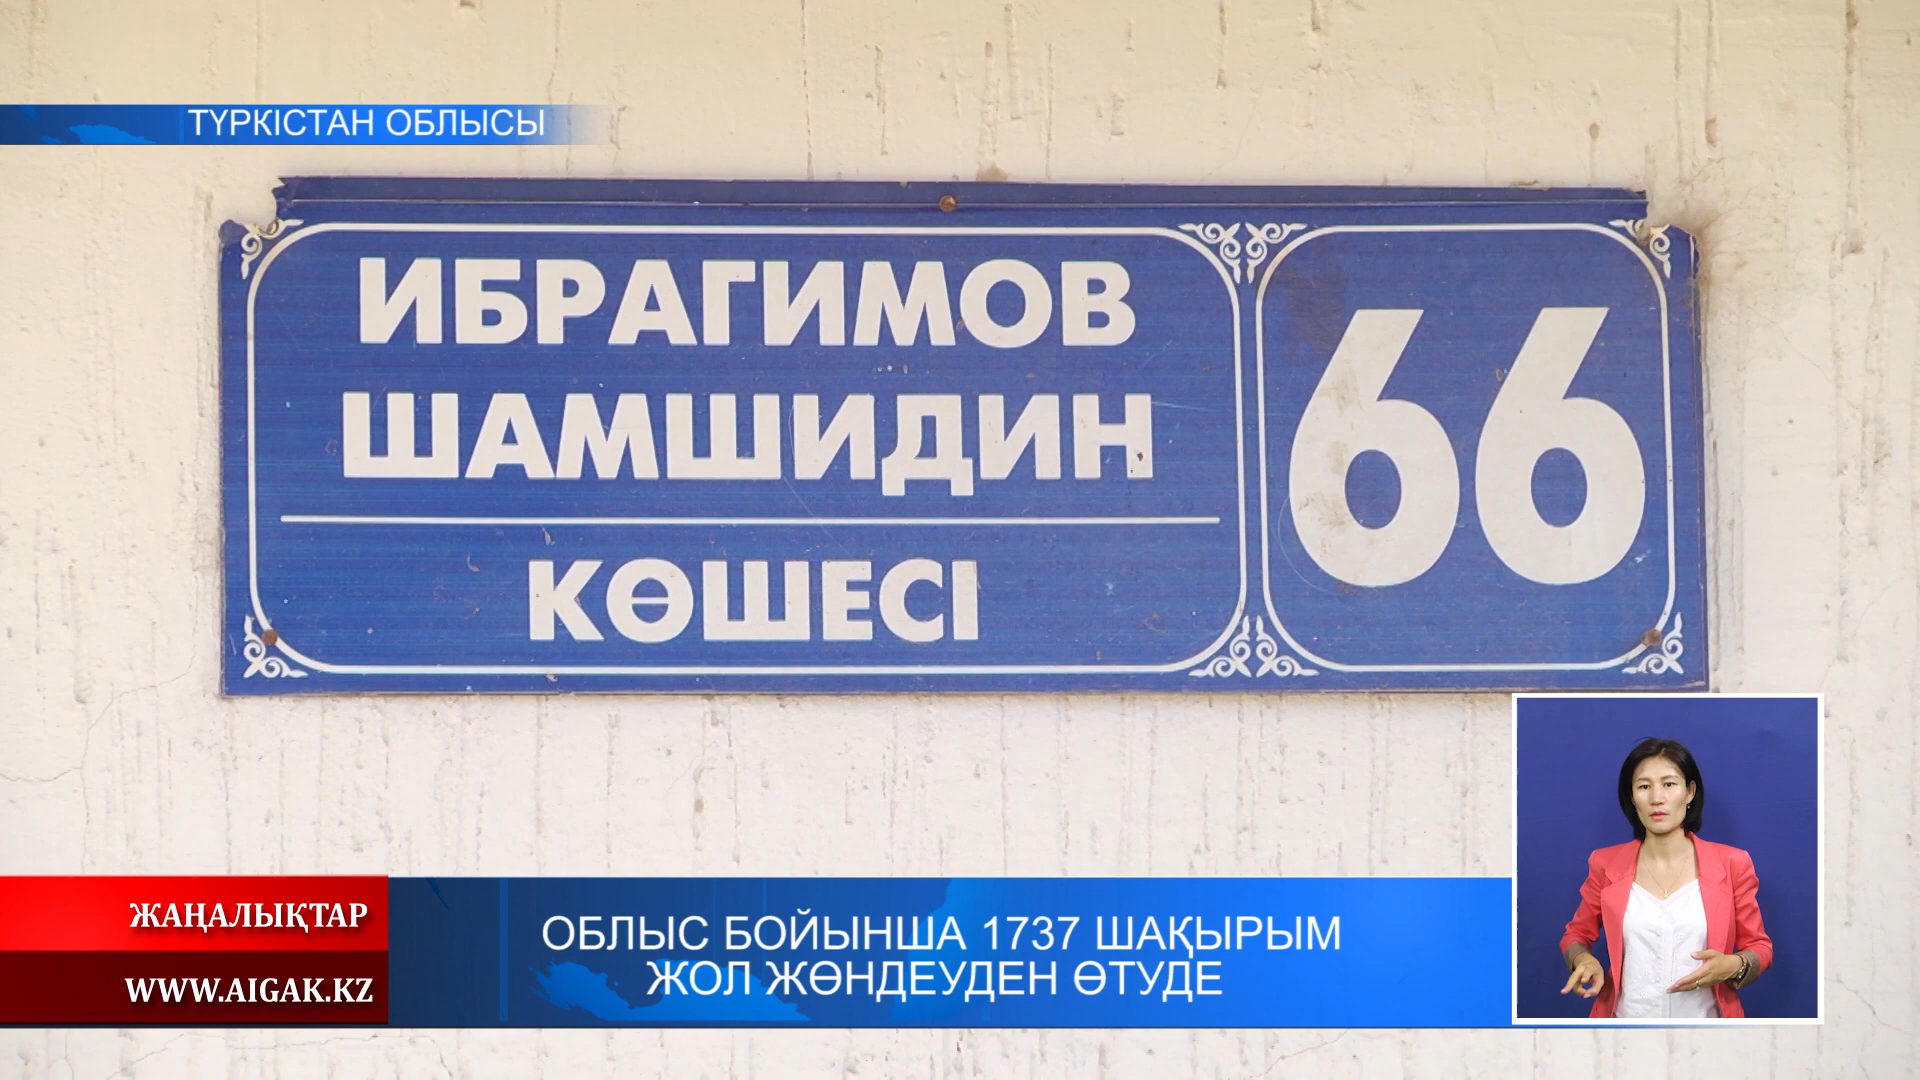 ТҮРКІСТАН ОБЛЫСЫ
ИБРАГИМОВ
ШАМШИДИН
КӨШЕСІ
66
ЖАҢАЛЫҚТАР
WWW.AIGAK.KZ
ОБЛЫС БОЙЫНША 1737 ШАҚЫРЫМ
ЖОЛ ЖӨНДЕУДЕН ӨТУДЕ